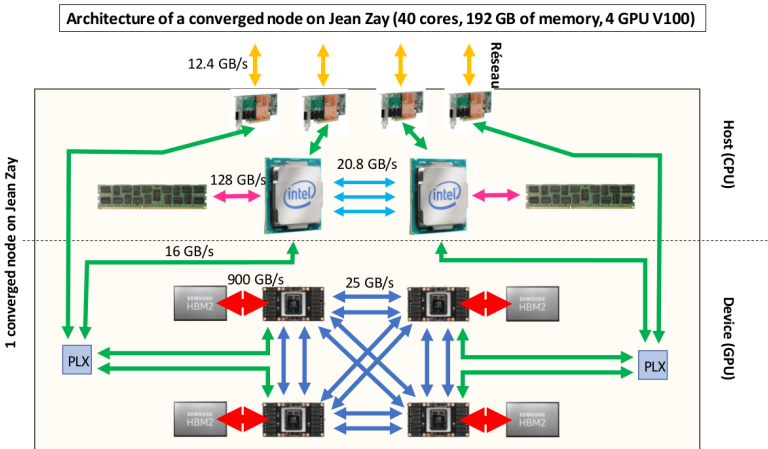 Architecture of a converged node on Jean Zay (40 cores, 192 GB of memory, 4 GPU V100)
12.4 GB/s
Réseau
1 converged node on Jean Zay
Host (CPU)
128 GB/s
intel
20.8 GB/s
intel
16 GB/s
900 GB/s
25 GB/s
SAMSUNG
HBM2
SAMSUNG
HBM2
Device (GPU)
PLX
PLX
SAMSUNG
HBM2
SAMSUNG
HBM2